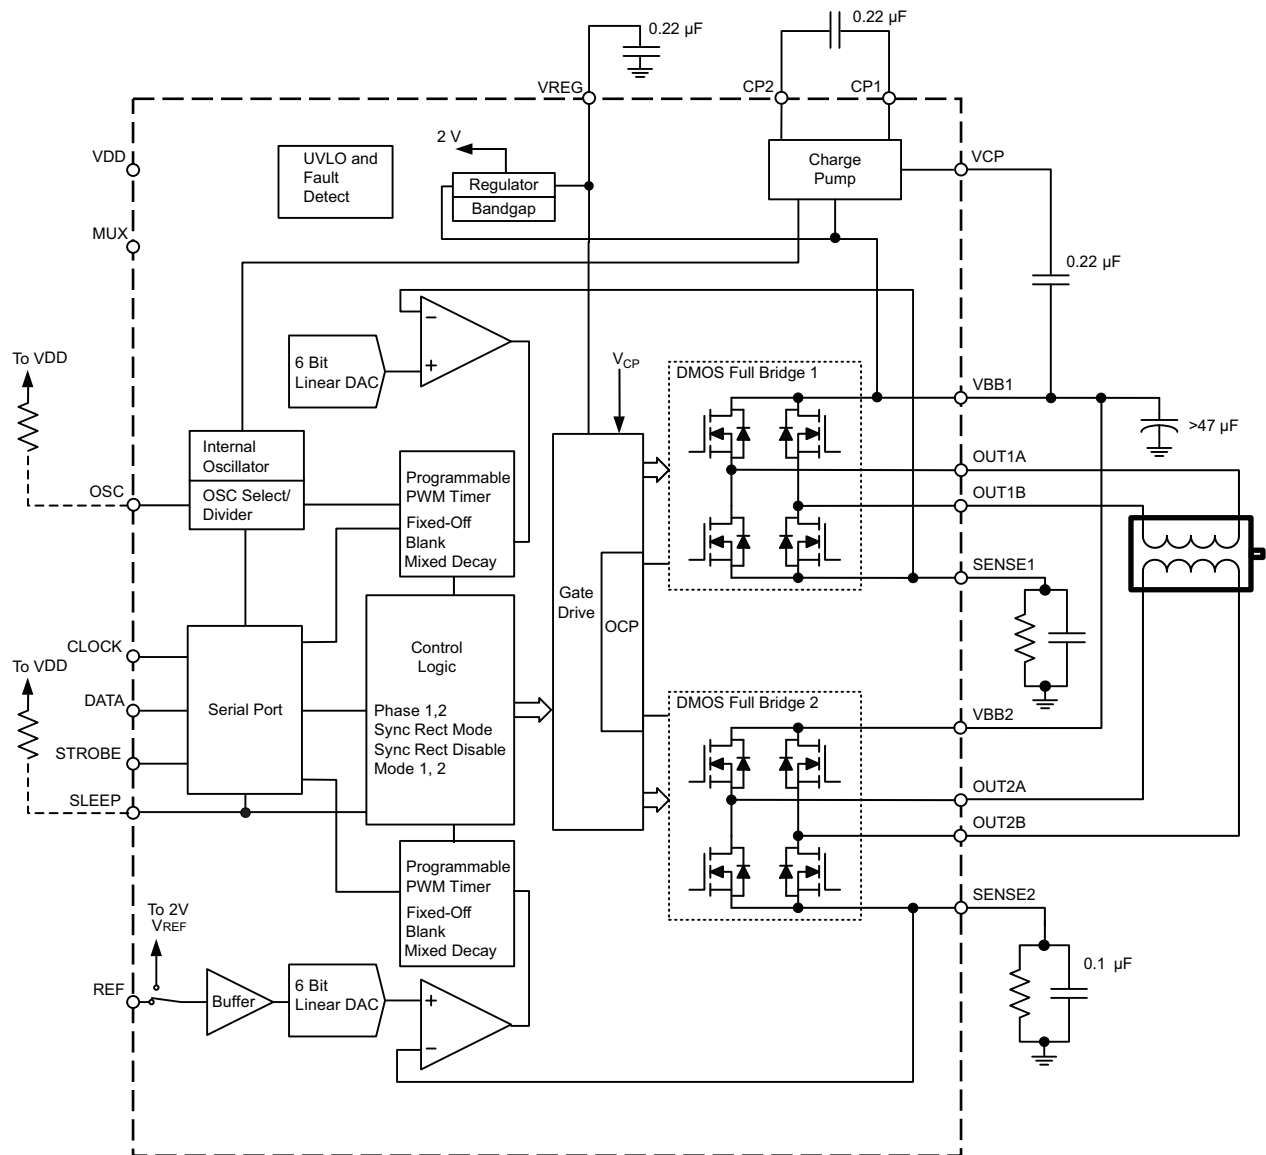 0.22 µF
0.22 µF
VREG
CP2
CP1
VDD
UVLO and
Fault
Detect
2 V
Regulator
Bandgap
Charge
Pump
VCP
MUX
0.22 µF
6 Bit
Linear DAC
−
+
To VDD
VCP
DMOS Full Bridge 1
VBB1
>47 µF
Internal
Oscillator
OSC Select/
Divider
OSC
Programmable
PWM Timer
Fixed-Off
Blank
Mixed Decay
OUT1A
OUT1B
SENSE1
Gate
Drive
OCP
CLOCK
To VDD
DATA
STROBE
SLEEP
Serial Port
Control
Logic
Phase 1,2
Sync Rect Mode
Sync Rect Disable
Mode 1, 2
DMOS Full Bridge 2
VBB2
OUT2A
OUT2B
SENSE2
Programmable
PWM Timer
Fixed-Off
Blank
Mixed Decay
To 2V
VREF
REF
Buffer
6 Bit
Linear DAC
+
−
0.1 µF